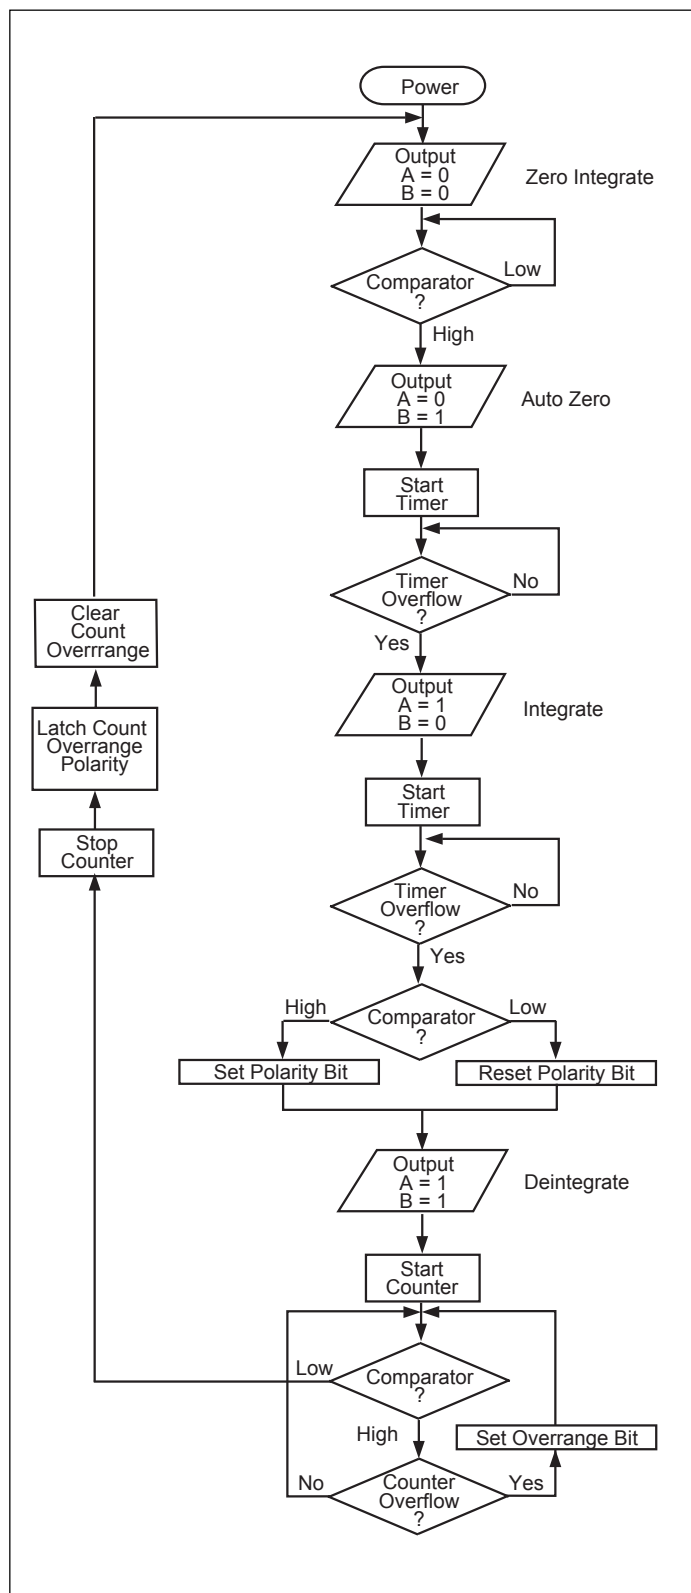 Power
Output
A = 0
B = 0
Zero Integrate
Comparator
?
Low
High
Output
A = 0
B = 1
Auto Zero
Start
Timer
Timer
Overflow
?
No
Yes
Output
A = 1
B = 0
Integrate
Start
Timer
Timer
Overflow
?
No
Yes
High
Comparator
?
Low
Set Polarity Bit
Reset Polarity Bit
Output
A = 1
B = 1
Deintegrate
Start
Counter
Low
Comparator
?
High
Set Overrange Bit
No
Counter
Overflow
?
Yes
Stop
Counter
Latch Count
Overrange
Polarity
Clear
Count
Overrrange